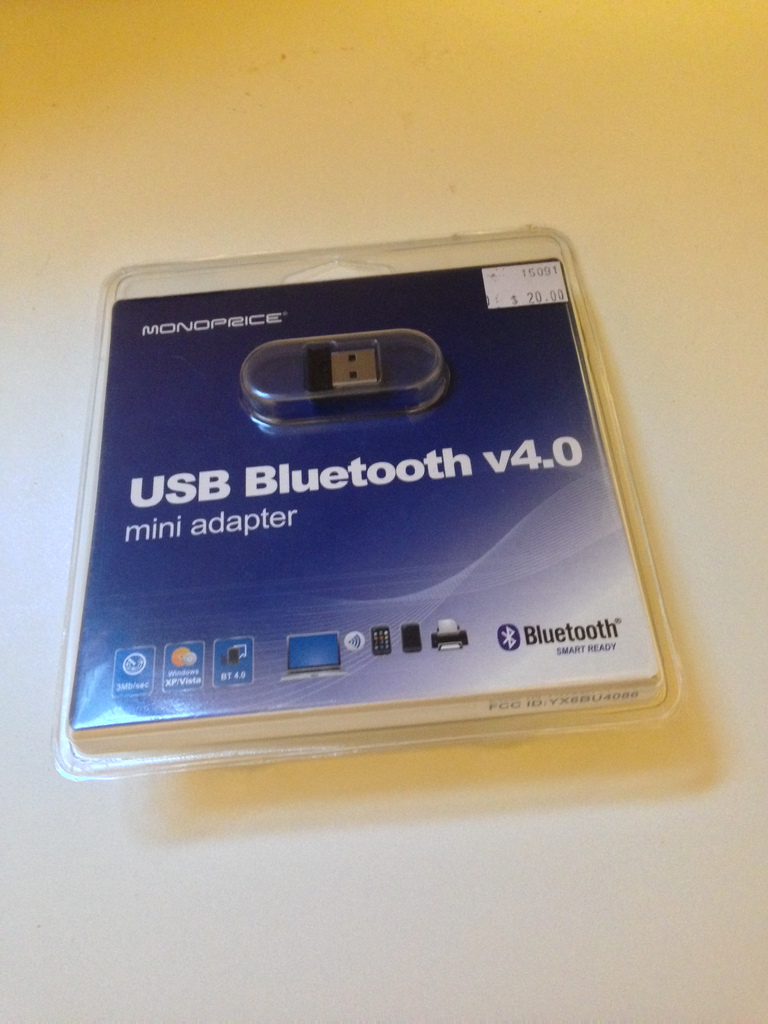 15091
$ 20.00
MONOPRICE®
USB Bluetooth v4.0
mini adapter
3Mb/sec
Windows
XP/Vista
BT 4.0
Bluetooth®
SMART READY
FCC ID:YX6BU4086